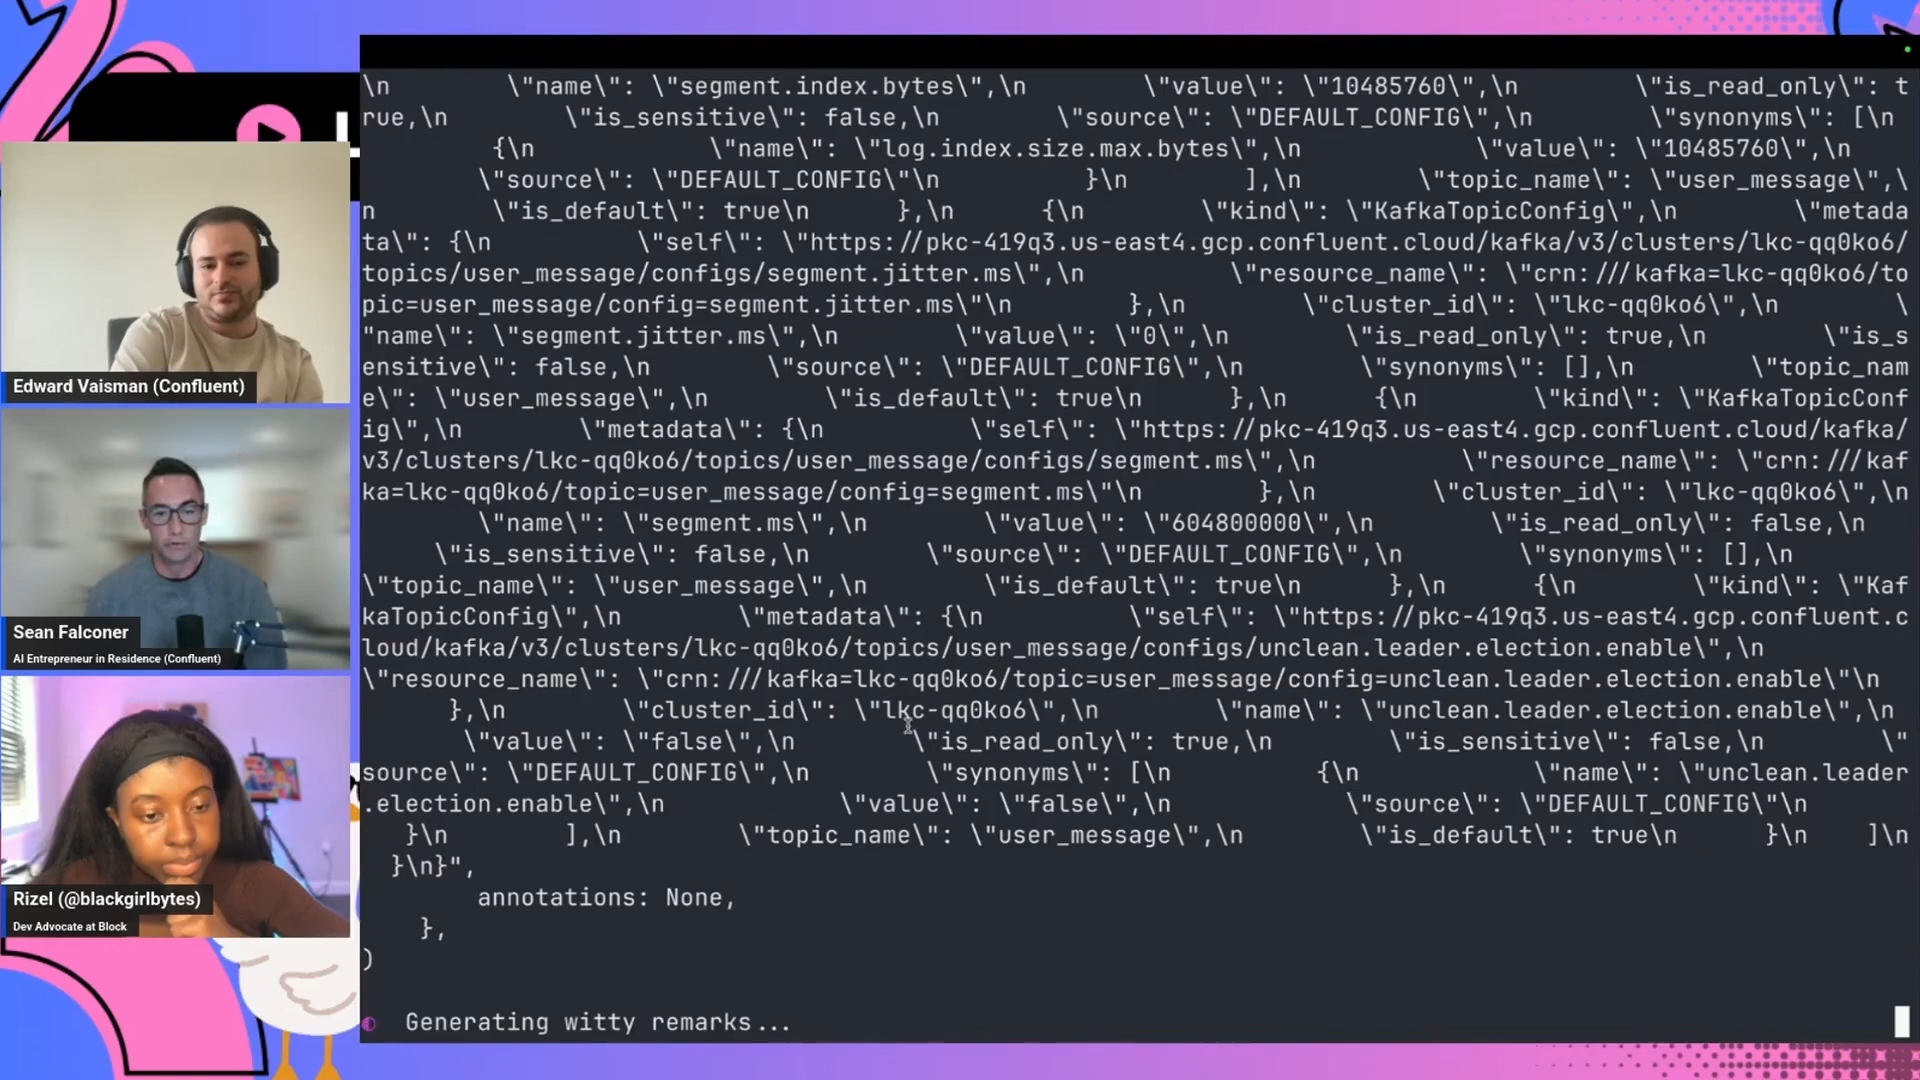 \n        \"name\": \"segment.index.bytes\",\n        \"value\": \"10485760\",\n        \"is_read_only\": t
rue,\n        \"is_sensitive\": false,\n        \"source\": \"DEFAULT_CONFIG\",\n        \"synonyms\": [\n
{\n            \"name\": \"log.index.size.max.bytes\",\n            \"value\": \"10485760\",\n
\"source\": \"DEFAULT_CONFIG\"\n          }\n        ],\n        \"topic_name\": \"user_message\",\
n        \"is_default\": true\n      },\n      {\n        \"kind\": \"KafkaTopicConfig\",\n        \"metada
ta\": {\n          \"self\": \"https://pkc-419q3.us-east4.gcp.confluent.cloud/kafka/v3/clusters/lkc-qq0ko6/
topics/user_message/configs/segment.jitter.ms\",\n          \"resource_name\": \"crn:///kafka=lkc-qq0ko6/to
pic=user_message/config=segment.jitter.ms\"\n        },\n        \"cluster_id\": \"lkc-qq0ko6\",\n        \
"name\": \"segment.jitter.ms\",\n        \"value\": \"0\",\n        \"is_read_only\": true,\n        \"is_s
ensitive\": false,\n        \"source\": \"DEFAULT_CONFIG\",\n        \"synonyms\": [],\n        \"topic_nam
e\": \"user_message\",\n        \"is_default\": true\n      },\n      {\n        \"kind\": \"KafkaTopicConf
ig\",\n        \"metadata\": {\n          \"self\": \"https://pkc-419q3.us-east4.gcp.confluent.cloud/kafka/
v3/clusters/lkc-qq0ko6/topics/user_message/configs/segment.ms\",\n          \"resource_name\": \"crn:///kaf
ka=lkc-qq0ko6/topic=user_message/config=segment.ms\"\n        },\n        \"cluster_id\": \"lkc-qq0ko6\",\n
\"name\": \"segment.ms\",\n        \"value\": \"604800000\",\n        \"is_read_only\": false,\n
\"is_sensitive\": false,\n        \"source\": \"DEFAULT_CONFIG\",\n        \"synonyms\": [],\n
\"topic_name\": \"user_message\",\n        \"is_default\": true\n      },\n      {\n        \"kind\": \"Kaf
kaTopicConfig\",\n        \"metadata\": {\n          \"self\": \"https://pkc-419q3.us-east4.gcp.confluent.c
loud/kafka/v3/clusters/lkc-qq0ko6/topics/user_message/configs/unclean.leader.election.enable\",\n
\"resource_name\": \"crn:///kafka=lkc-qq0ko6/topic=user_message/config=unclean.leader.election.enable\"\n
},\n        \"cluster_id\": \"lkc-qq0ko6\",\n        \"name\": \"unclean.leader.election.enable\",\n
\"value\": \"false\",\n        \"is_read_only\": true,\n        \"is_sensitive\": false,\n        \"
source\": \"DEFAULT_CONFIG\",\n        \"synonyms\": [\n          {\n            \"name\": \"unclean.leader
.election.enable\",\n            \"value\": \"false\",\n            \"source\": \"DEFAULT_CONFIG\"\n
}\n        ],\n        \"topic_name\": \"user_message\",\n        \"is_default\": true\n      }\n    ]\n
}\n}",
annotations: None,
},
)
Generating witty remarks...
Edward Vaisman (Confluent)
Sean Falconer
AI Entrepreneur in Residence (Confluent)
Rizel (@blackgirlbytes)
Dev Advocate at Block